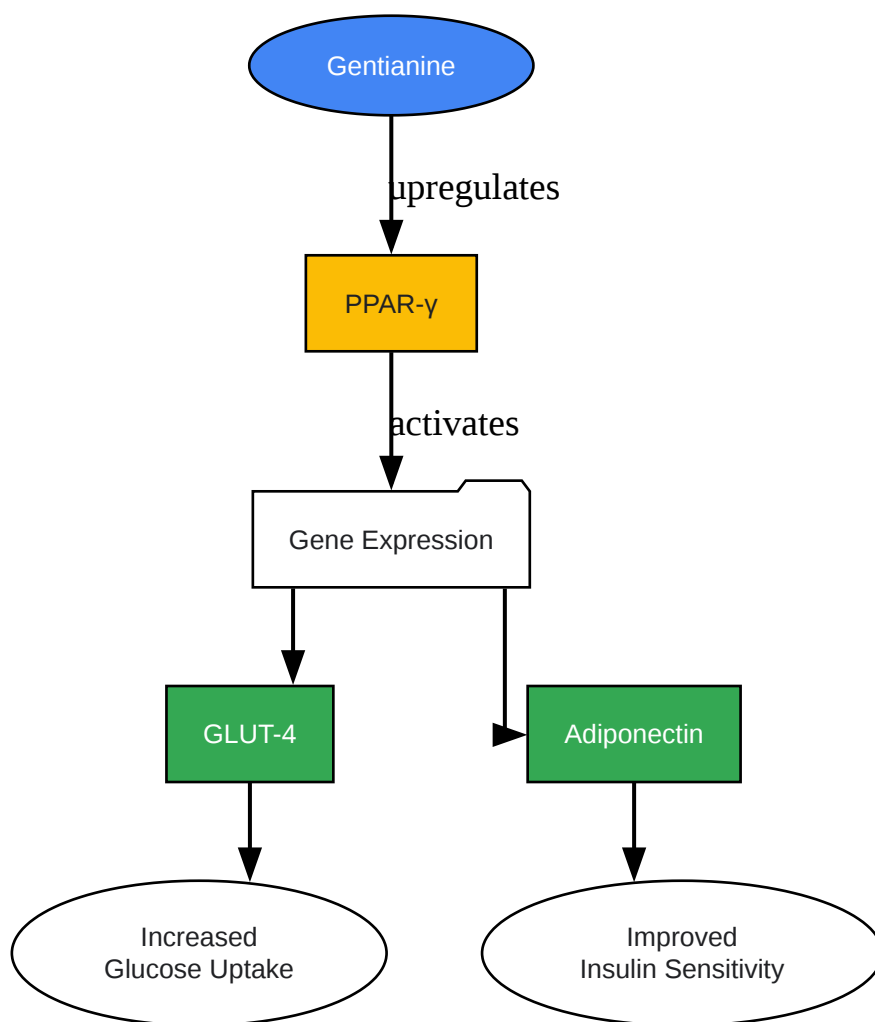 Gentianine
upregulates
PPAR-γ
activates
Gene Expression
GLUT-4
Adiponectin
Increased
Glucose Uptake
Improved
Insulin Sensitivity